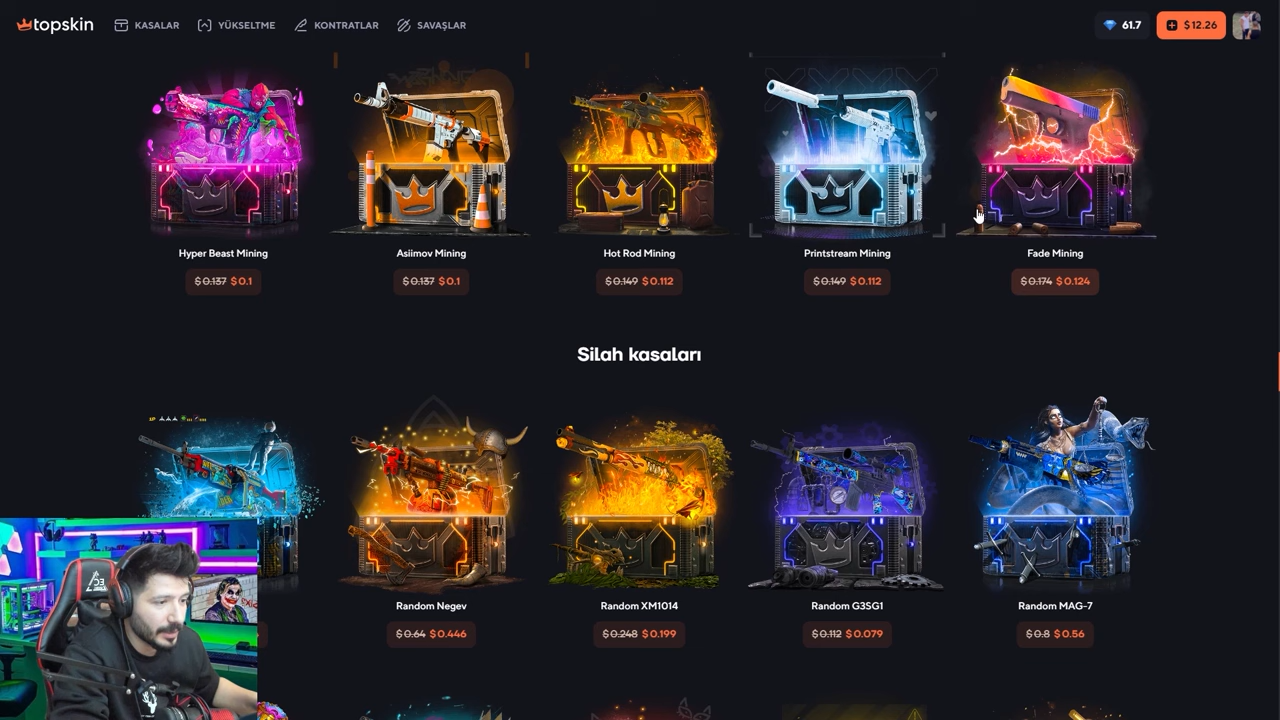 topskin
KASALAR
YÜKSELTME
KONTRATLAR
SAVAŞLAR
61.7
$12.26
Hyper Beast Mining
Asiimov Mining
Hot Rod Mining
Printstream Mining
Fade Mining
$0.137 $0.1
$0.137 $0.1
$0.149 $0.112
$0.149 $0.112
$0.174 $0.124
Silah kasaları
Random Negev
Random XM1014
Random G3SG1
Random MAG-7
$0.64 $0.446
$0.248 $0.199
$0.112 $0.079
$0.8 $0.56